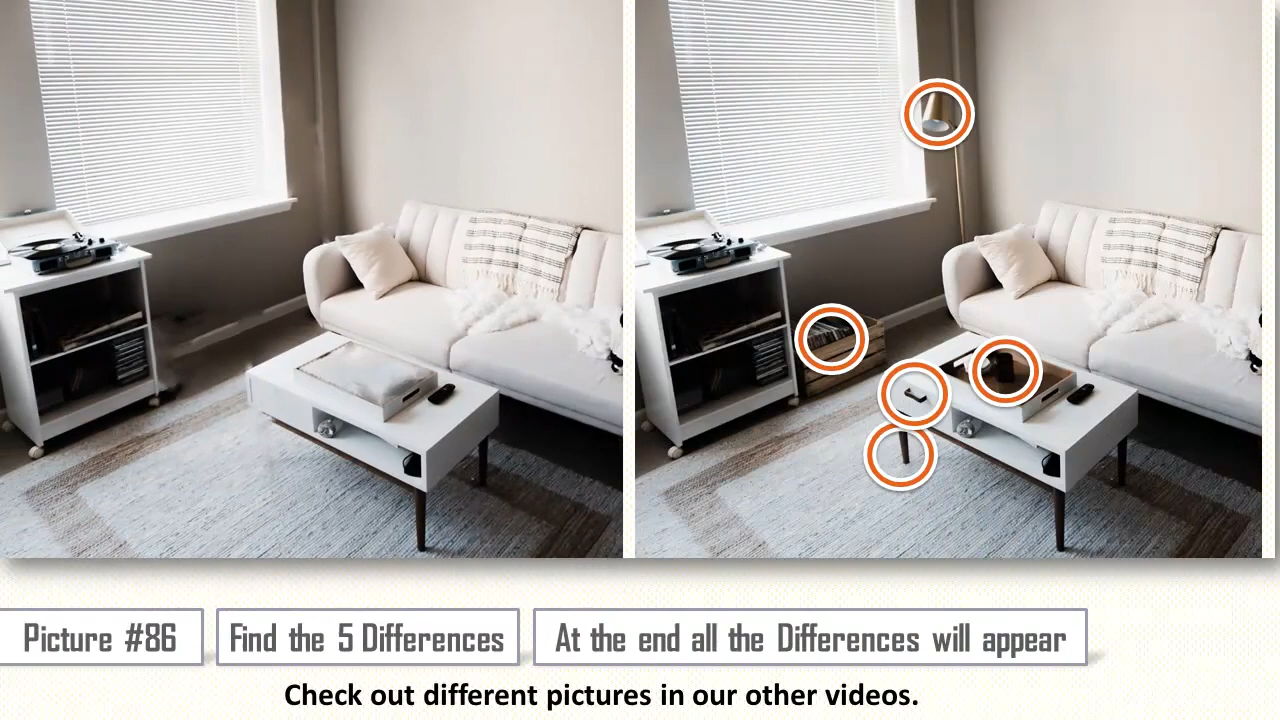 Picture #86
Find the 5 Differences
At the end all the Differences will appear
Check out different pictures in our other videos.